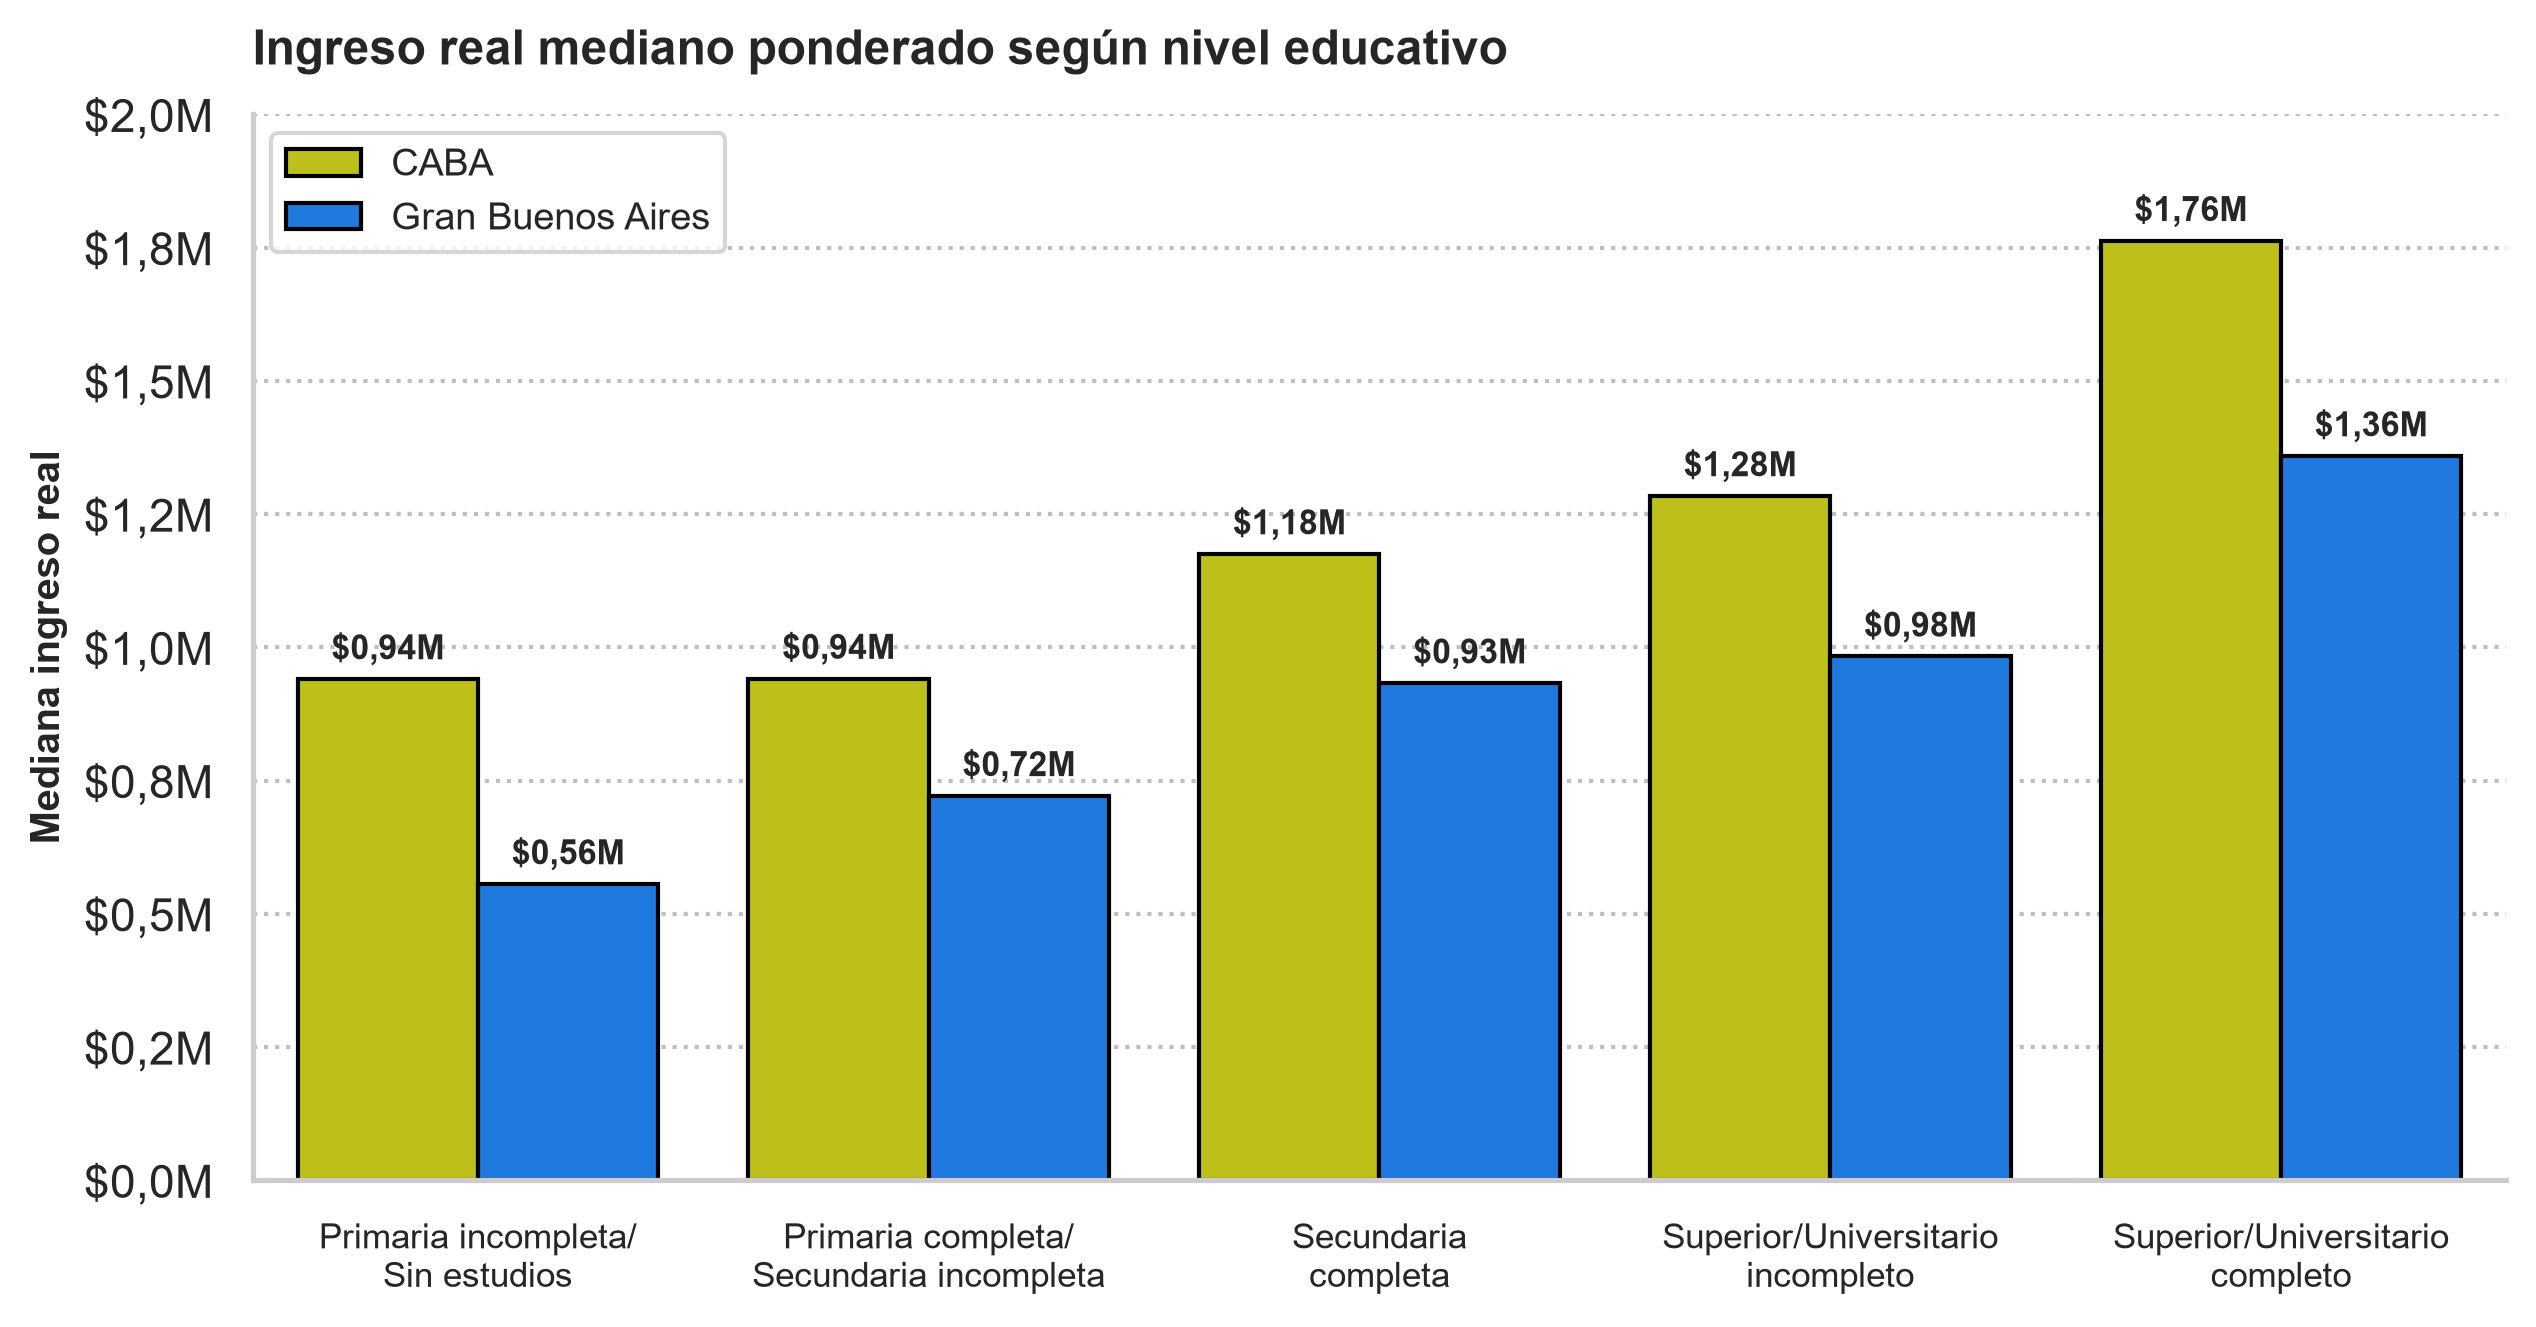 Ingreso real mediano ponderado según nivel educativo
$2,0M
$1,8M
$1,5M
$1,2M
$1,0M
$0,8M
$0,5M
$0,2M
$0,0M
Mediana ingreso real
CABA
Gran Buenos Aires
$0,94M
$0,56M
$0,94M
$0,72M
$1,18M
$0,93M
$1,28M
$0,98M
$1,76M
$1,36M
Primaria incompleta/
Sin estudios
Primaria completa/
Secundaria incompleta
Secundaria
completa
Superior/Universitario
incompleto
Superior/Universitario
completo